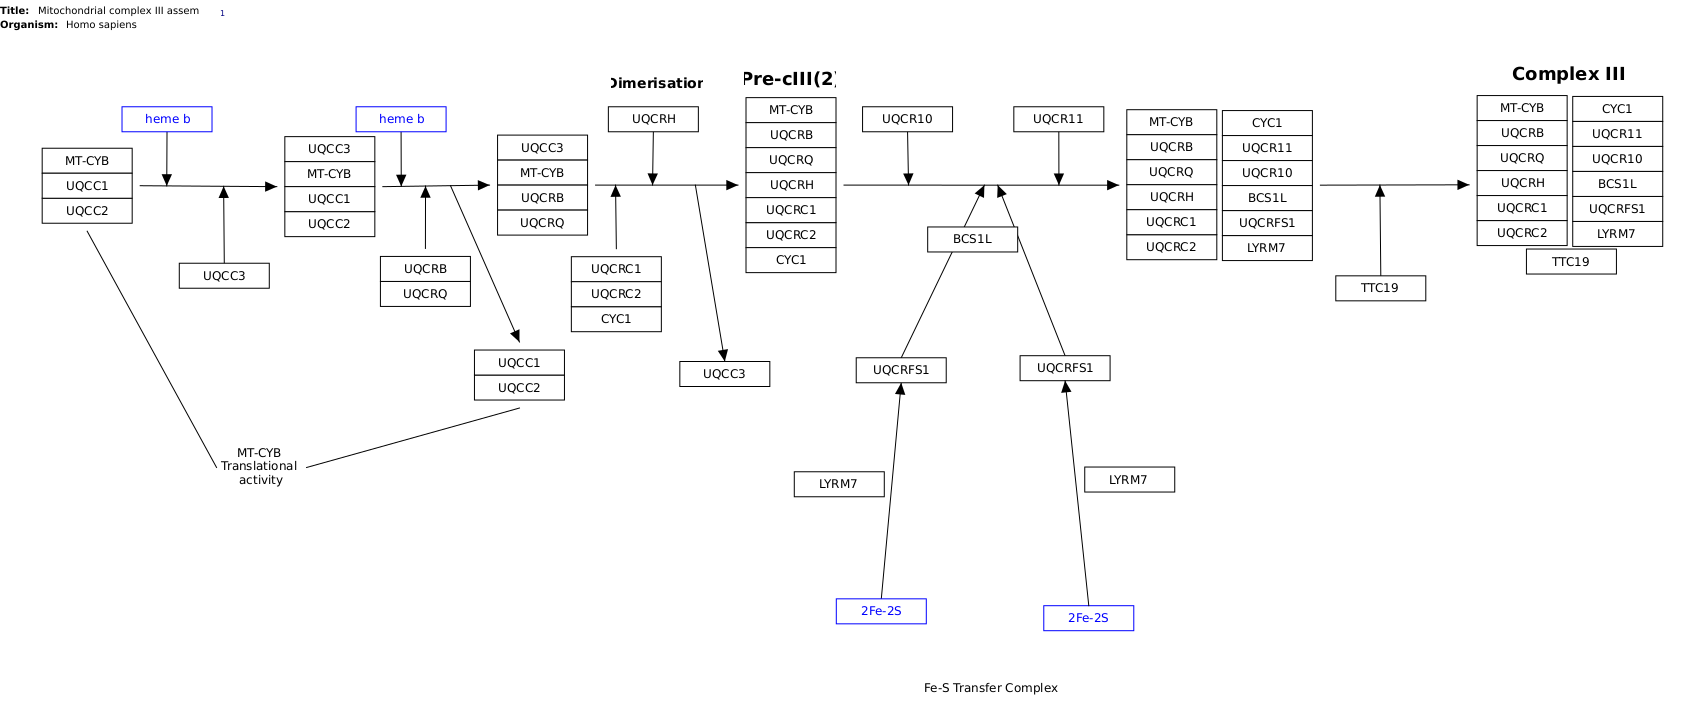 Title: Mitochondrial complex III assem 1
Organism: Homo sapiens
Dimerisation
Pre-cIII(2)
Complex III
heme b
heme b
UQCRH
UQCR10
UQCR11
MT-CYB
UQCC1
UQCC2
UQCC3
MT-CYB
UQCC1
UQCC2
UQCC3
MT-CYB
UQCRB
UQCRQ
MT-CYB
UQCRB
UQCRQ
UQCRH
UQCRC1
UQCRC2
CYC1
MT-CYB
UQCRB
UQCRQ
UQCRH
UQCRC1
UQCRC2
CYC1
UQCR11
UQCR10
BCS1L
UQCRFS1
LYRM7
MT-CYB
UQCRB
UQCRQ
UQCRH
UQCRC1
UQCRC2
CYC1
UQCR11
UQCR10
BCS1L
UQCRFS1
LYRM7
TTC19
UQCC3
UQCRB
UQCRQ
UQCRC1
UQCRC2
CYC1
BCS1L
TTC19
UQCC1
UQCC2
UQCC3
UQCRFS1
UQCRFS1
MT-CYB
Translational
activity
LYRM7
LYRM7
2Fe-2S
2Fe-2S
Fe-S Transfer Complex